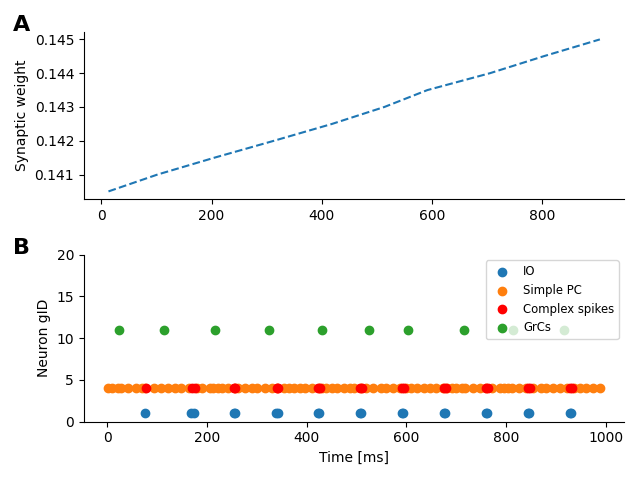 A
0.145
0.144
0.143
0.142
0.141
Synaptic weight
0 200 400 600 800
B
20
15
10
5
0
Neuron gID
IO
Simple PC
Complex spikes
GrCs
0 200 400 600 800 1000
Time [ms]